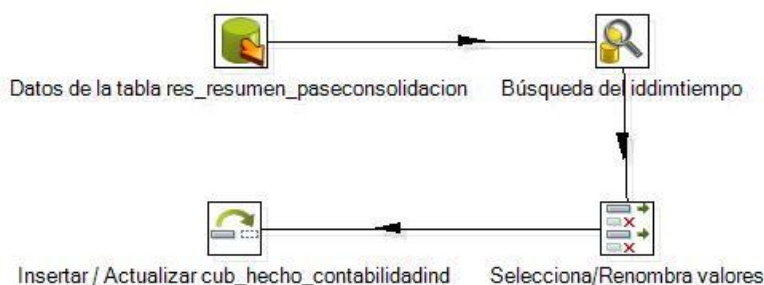 Datos de la tabla res_resumen_paseconsolidacion
Búsqueda del iddimtiempo
Insertar / Actualizar cub_hecho_contabilidadind
Selecciona/Renombra valores